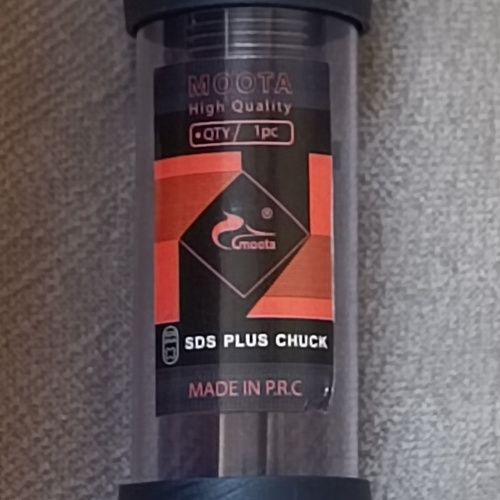 MOOTA
High Quality
•QTY/ 1pc
®
moota
SDS PLUS CHUCK
MADE IN P.R.C